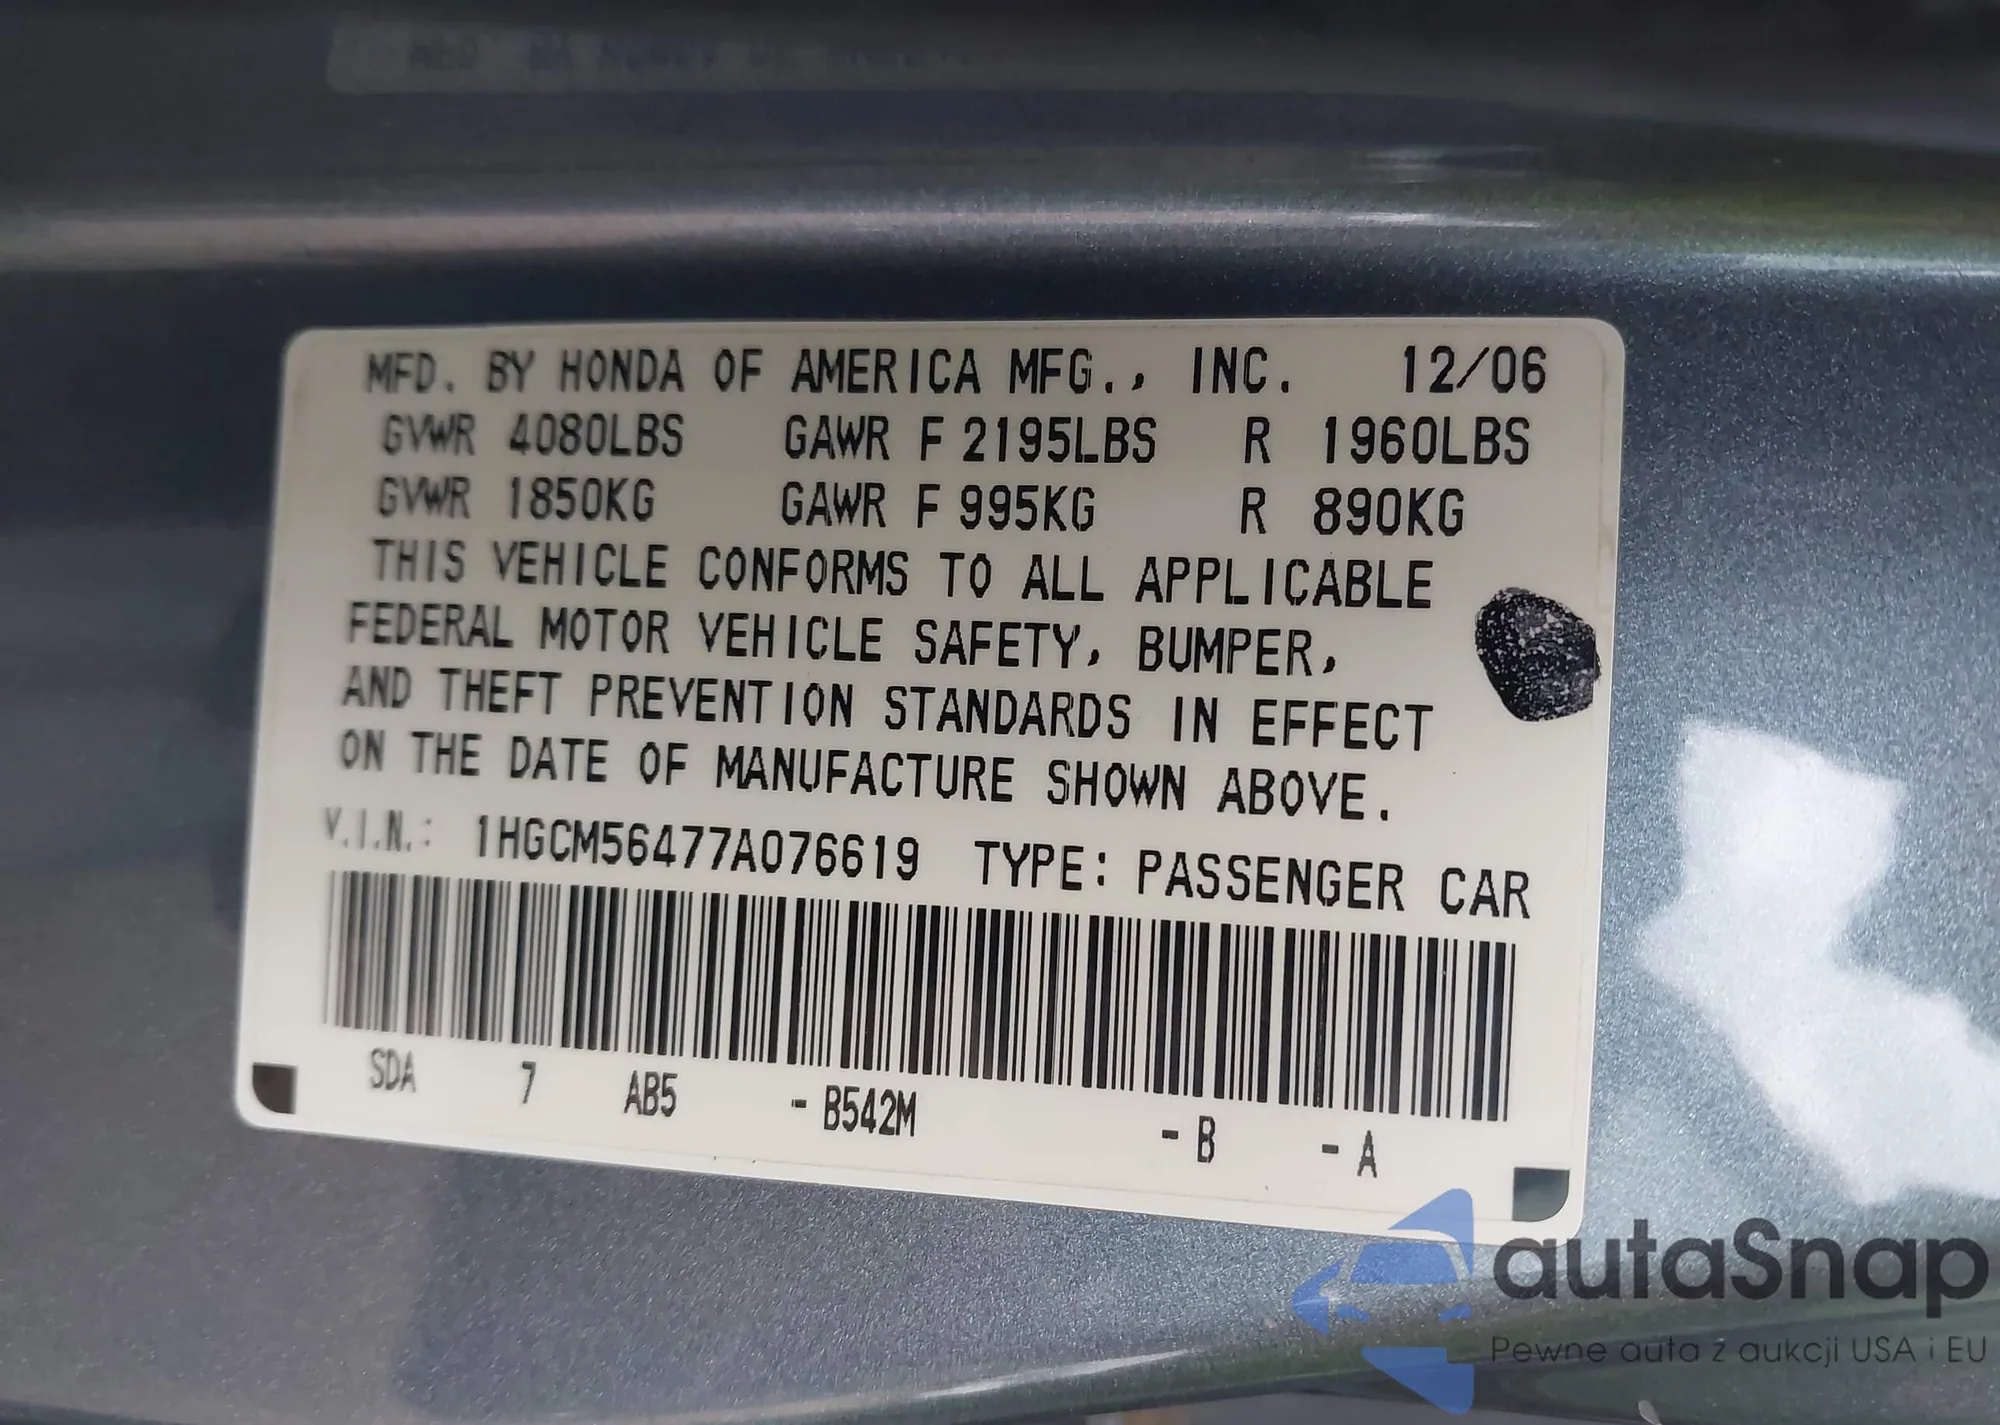 MFD. BY HONDA OF AMERICA MFG., INC. 12/06
GVWR 4080LBS GAWR F 2195LBS R 1960LBS
GVWR 1850KG GAWR F 995KG R 890KG
THIS VEHICLE CONFORMS TO ALL APPLICABLE
FEDERAL MOTOR VEHICLE SAFETY, BUMPER,
AND THEFT PREVENTION STANDARDS IN EFFECT
ON THE DATE OF MANUFACTURE SHOWN ABOVE.
V.I.N.: 1HGCM56477A076619 TYPE: PASSENGER CAR
SDA 7 AB5 - B542M - B - A
autaSnap
Pewne auta z aukcji USA i EU